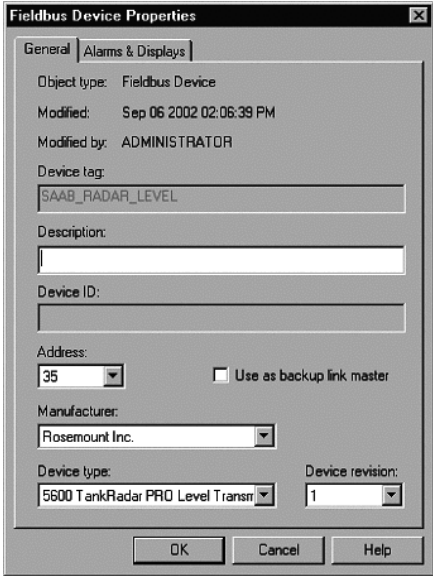 Fieldbus Device Properties
General Alarms & Displays
Object type: Fieldbus Device
Modified: Sep 06 2002 02:06:39 PM
Modified by: ADMINISTRATOR
Device tag:
SAAB_RADAR_LEVEL
Description:
Device ID:
Address:
35 Use as backup link master
Manufacturer:
Rosemount Inc.
Device type: Device revision:
5600 TankRadar PRO Level Transm 1
OK Cancel Help